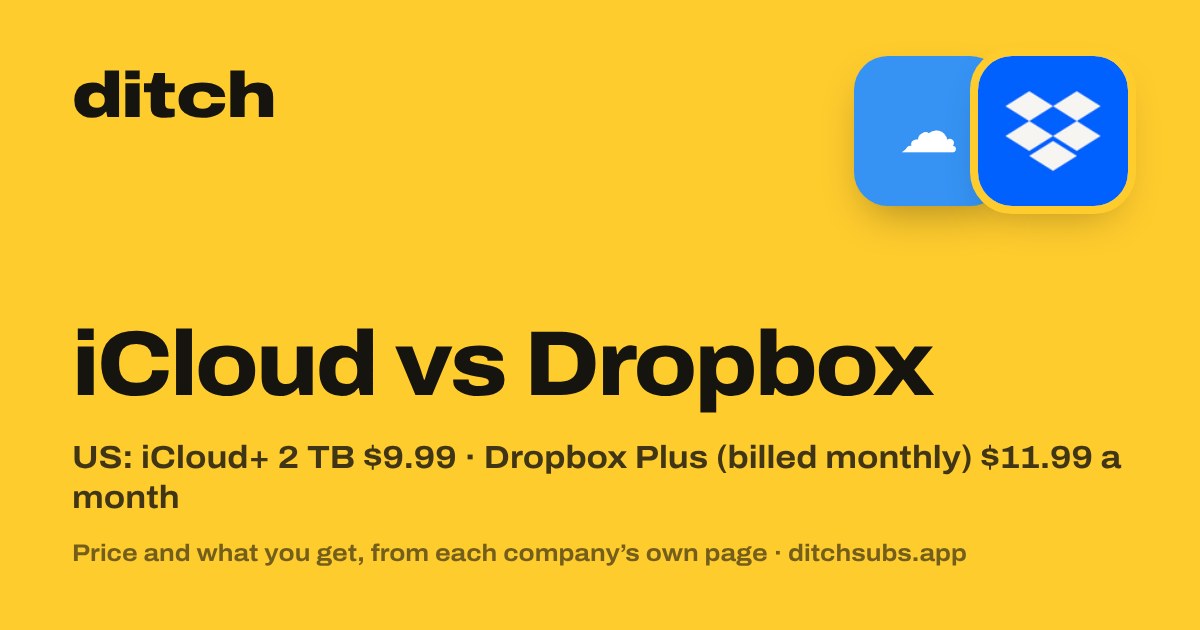 ditch
iCloud vs Dropbox
US: iCloud+ 2 TB $9.99 · Dropbox Plus (billed monthly) $11.99 a
month
Price and what you get, from each company’s own page · ditchsubs.app